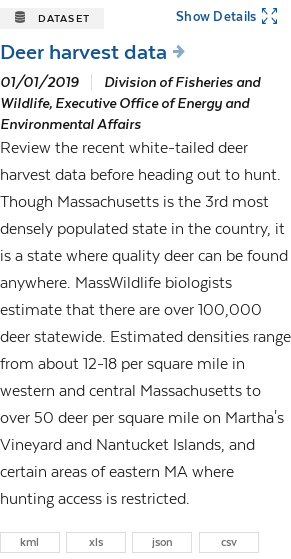 DATASET Show Details
Deer harvest data
01/01/2019 Division of Fisheries and
Wildlife, Executive Office of Energy and
Environmental Affairs
Review the recent white-tailed deer
harvest data before heading out to hunt.
Though Massachusetts is the 3rd most
densely populated state in the country, it
is a state where quality deer can be found
anywhere. MassWildlife biologists
estimate that there are over 100,000
deer statewide. Estimated densities range
from about 12-18 per square mile in
western and central Massachusetts to
over 50 deer per square mile on Martha's
Vineyard and Nantucket Islands, and
certain areas of eastern MA where
hunting access is restricted.
kml xls json csv